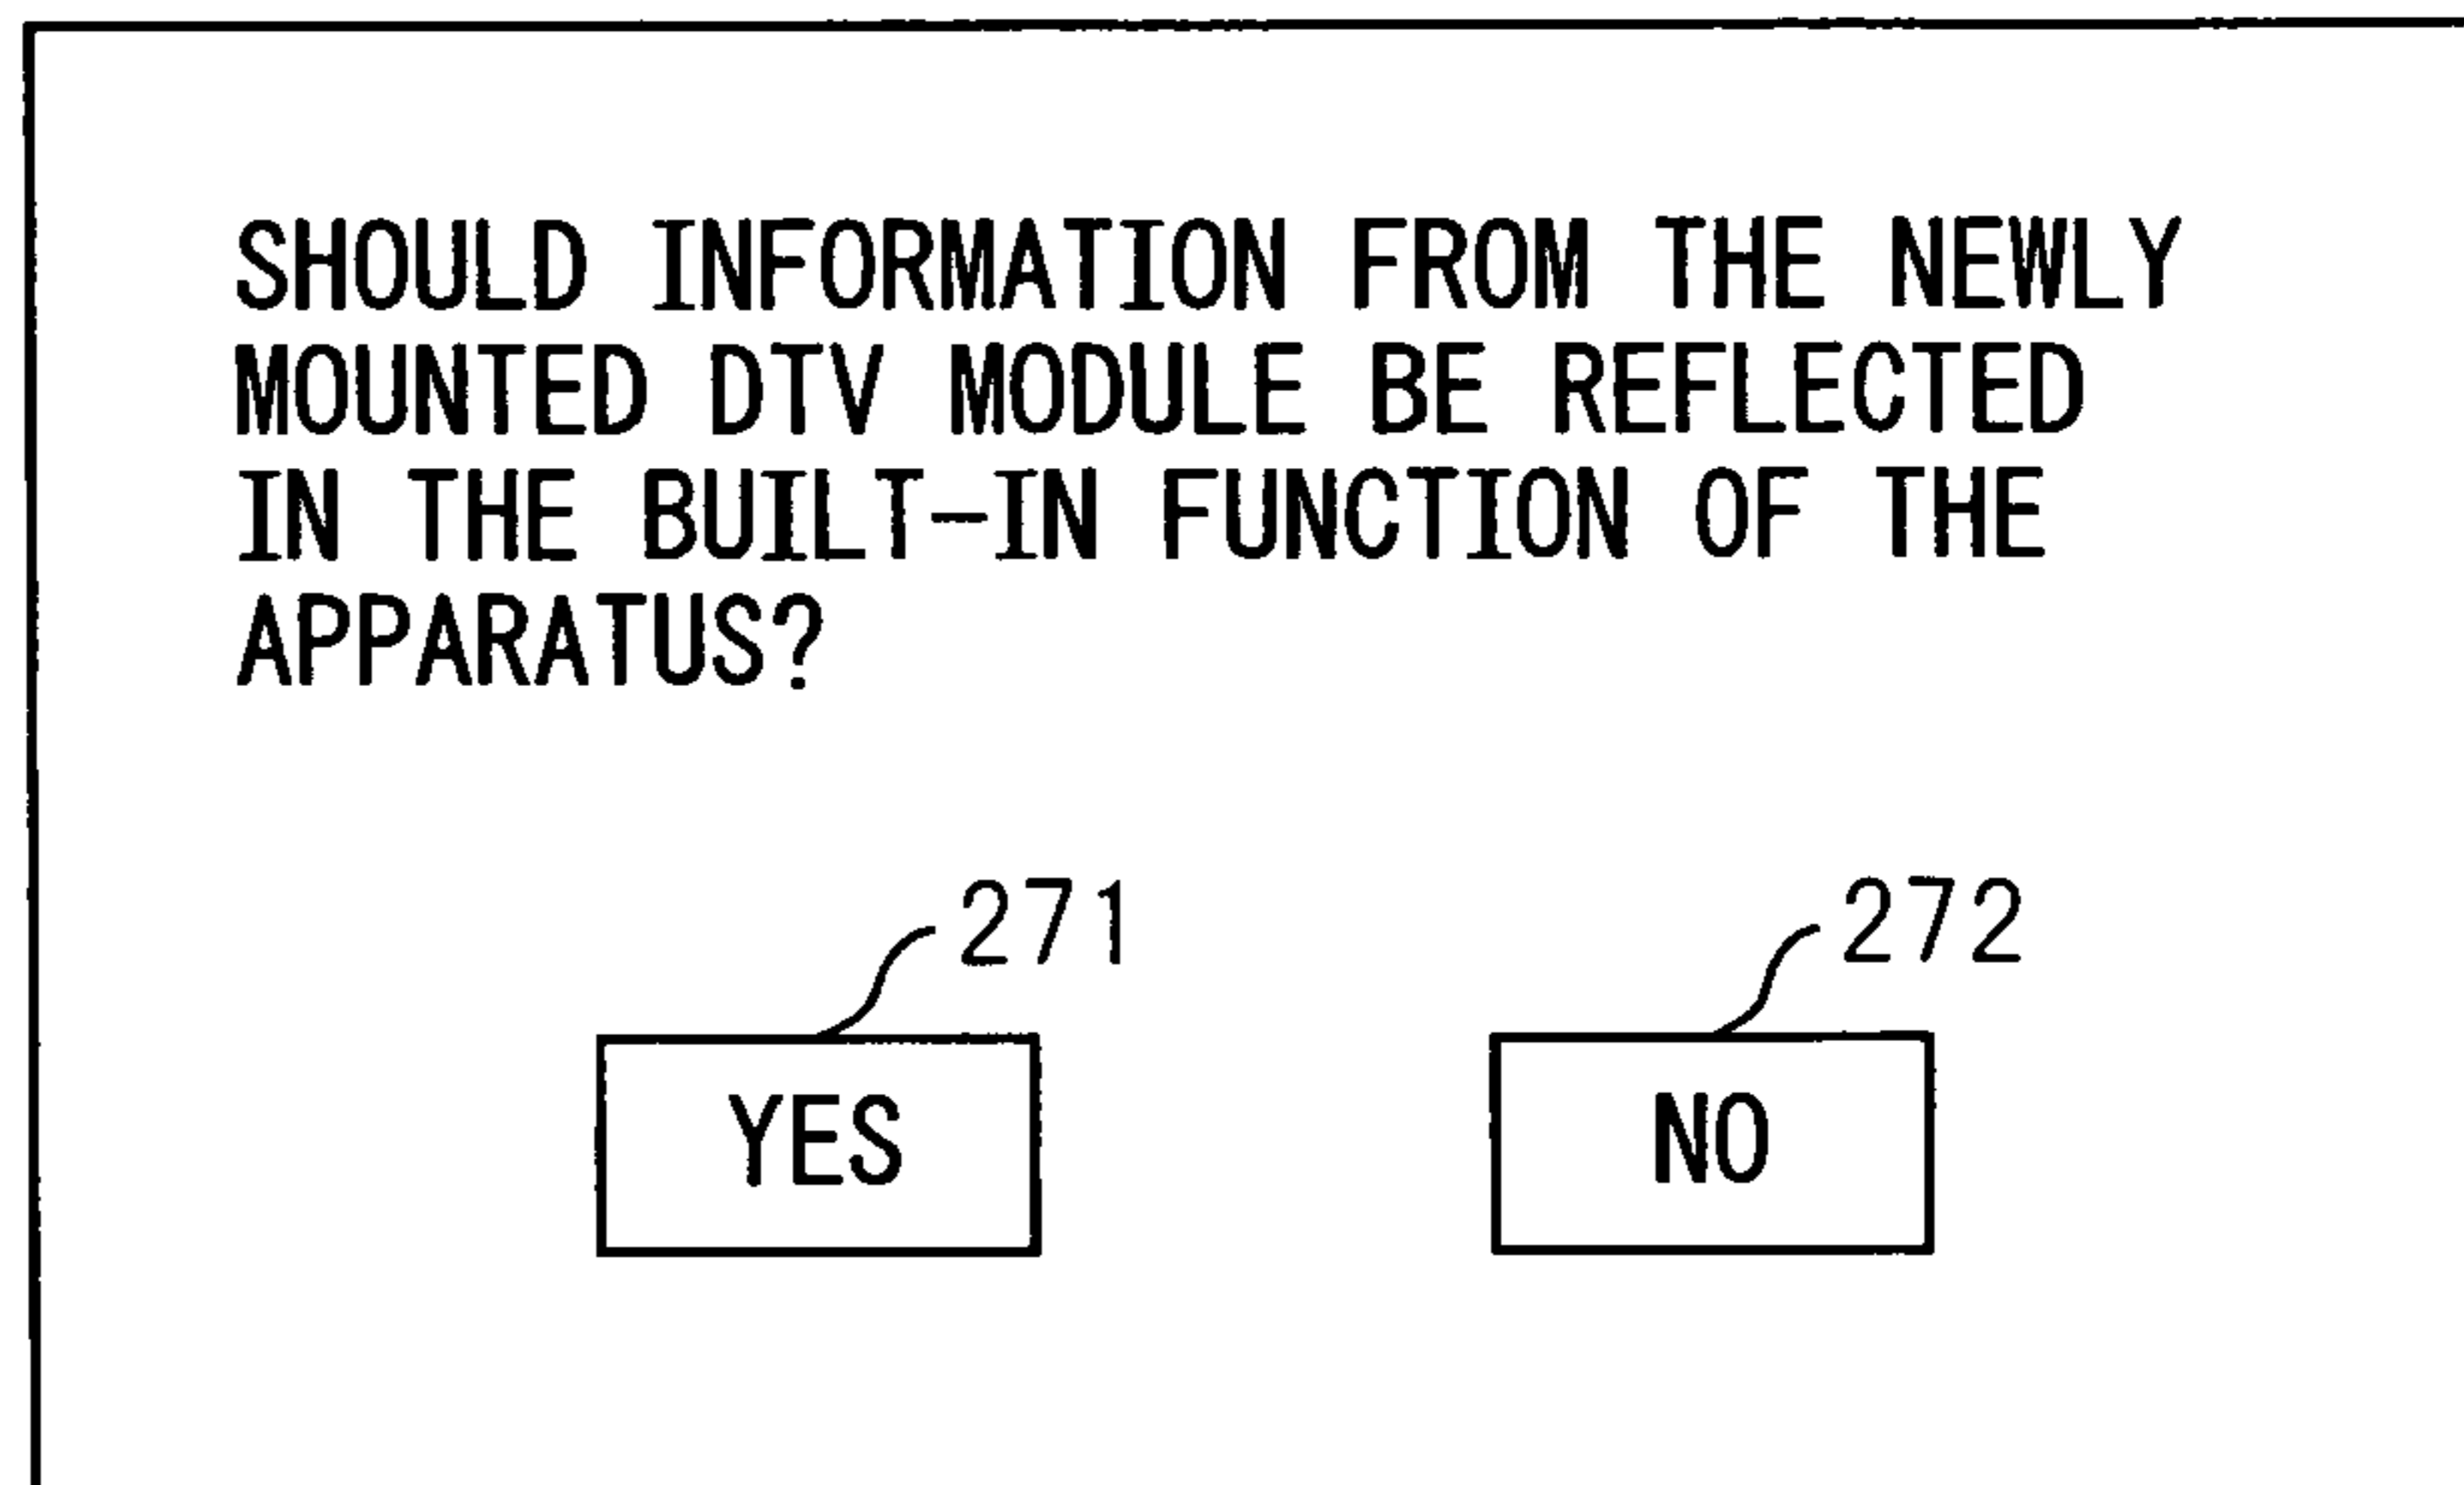 SHOULD INFORMATION FROM THE NEWLY
MOUNTED DTV MODULE BE REFLECTED
IN THE BUILT-IN FUNCTION OF THE
APPARATUS?
271 272
YES NO